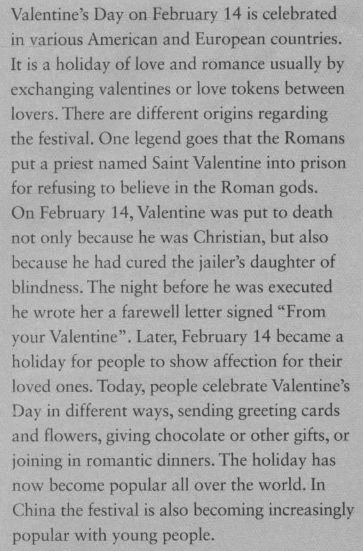 Valentine's Day on February 14 is celebrated
in various American and European countries.
It is a holiday of love and romance usually by
exchanging valentines or love tokens between
lovers. There are different origins regarding
the festival. One legend goes that the Romans
put a priest named Saint Valentine into prison
for refusing to believe in the Roman gods.
On February 14, Valentine was put to death
not only because he was Christian, but also
because he had cured the jailer's daughter of
blindness. The night before he was executed
he wrote her a farewell letter signed “From
your Valentine”. Later, February 14 became a
holiday for people to show affection for their
loved ones. Today, people celebrate Valentine's
Day in different ways, sending greeting cards
and flowers, giving chocolate or other gifts, or
joining in romantic dinners. The holiday has
now become popular all over the world. In
China the festival is also becoming increasingly
popular with young people.